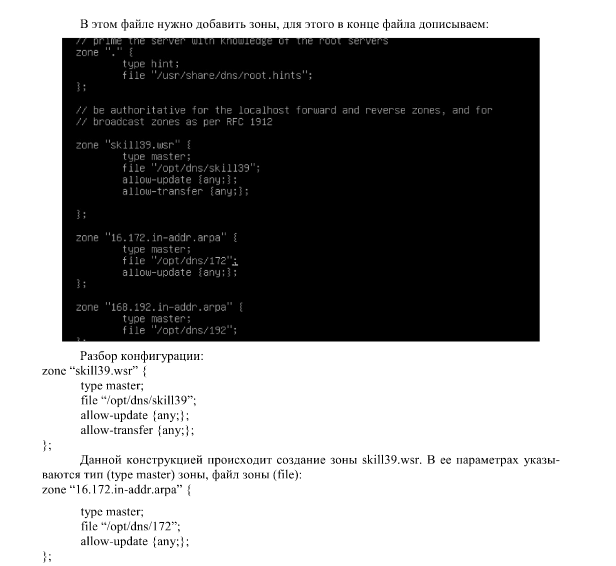 В этом файле нужно добавить зоны, для этого в конце файла дописываем:
// prime the server with knowledge of the root servers
zone "." {
type hint;
file "/usr/share/dns/root.hints";
};
// be authoritative for the localhost forward and reverse zones, and for
// broadcast zones as per RFC 1912
zone "skill39.wsr" {
type master;
file "/opt/dns/skill39";
allow-update {any;};
allow-transfer {any;};
};
zone "16.172.in-addr.arpa" {
type master;
file "/opt/dns/172";
allow-update {any;};
};
zone "168.192.in-addr.arpa" {
type master;
file "/opt/dns/192";
};
Разбор конфигурации:
zone “skill39.wsr” {
type master;
file “/opt/dns/skill39”;
allow-update {any;};
allow-transfer {any;};
};
Данной конструкцией происходит создание зоны skill39.wsr. В ее параметрах указы-
ваются тип (type master) зоны, файл зоны (file):
zone “16.172.in-addr.arpa” {
type master;
file “/opt/dns/172”;
allow-update {any;};
};